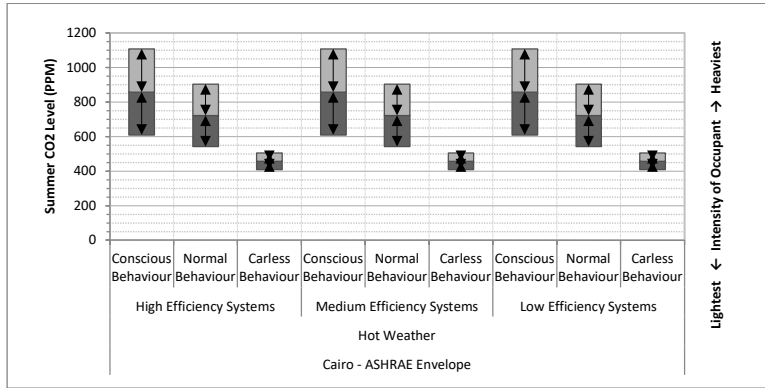 Summer CO2 Level (PPM)
1200
1000
800
600
400
200
0
Conscious Normal Carless Conscious Normal Carless Conscious Normal Carless
Behaviour Behaviour Behaviour Behaviour Behaviour Behaviour Behaviour Behaviour Behaviour
High Efficiency Systems Medium Efficiency Systems Low Efficiency Systems
Hot Weather
Cairo - ASHRAE Envelope
Lightest ← Intensity of Occupant → Heaviest